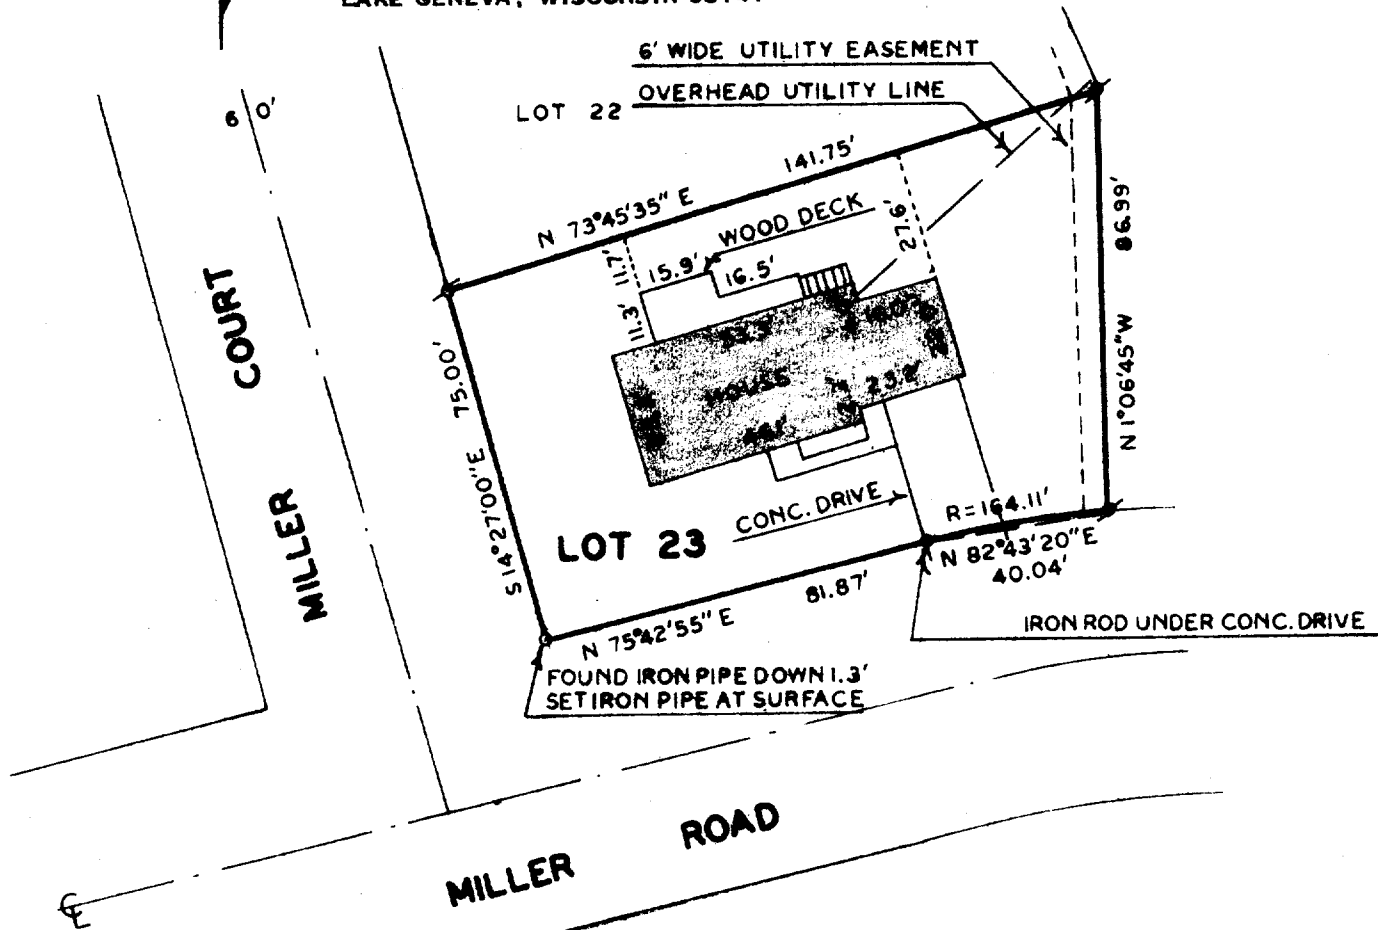 LAKE GENEVA, WISCONSIN
6' WIDE UTILITY EASEMENT
OVERHEAD UTILITY LINE
LOT 22
60'
141.75'
N 73°45'35" E
WOOD DECK
27.6'
11.7'
15.9'
16.5'
11.3'
86.99'
N 1°06'45"W
COURT
MILLER
75.00'
S 14°27'00"E
HOUSE
23.2'
CONC. DRIVE
R=164.11'
LOT 23
N 82°43'20"E
40.04'
81.87'
N 75°42'55" E
IRON ROD UNDER CONC. DRIVE
FOUND IRON PIPE DOWN 1.3'
SET IRON PIPE AT SURFACE
MILLER ROAD